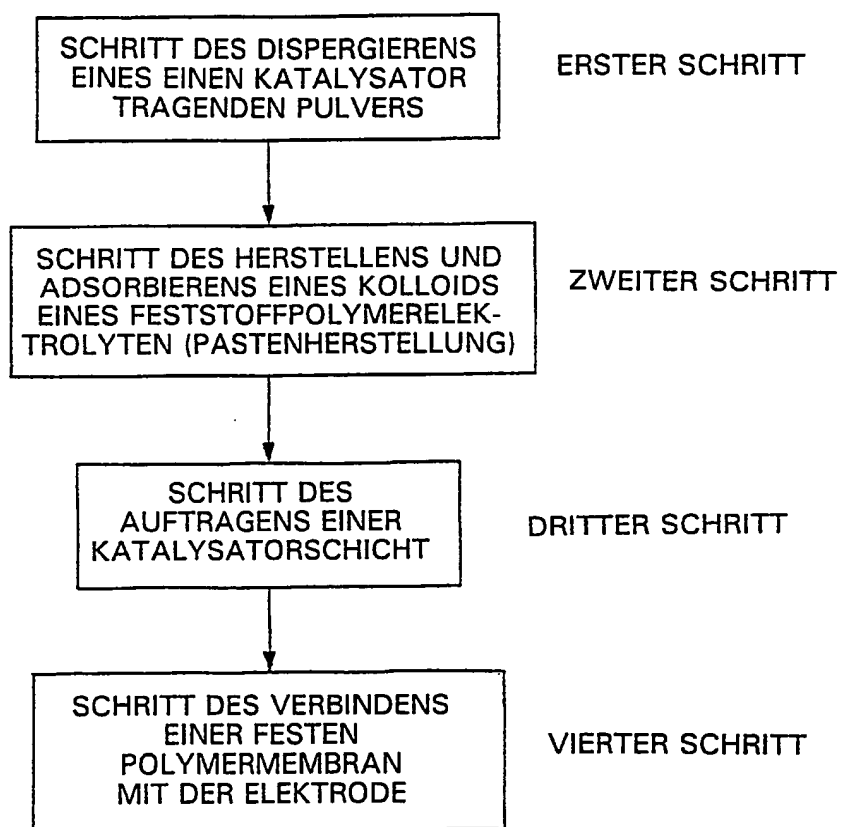 SCHRITT DES DISPERGIERENS
EINES EINEN KATALYSATOR
TRAGENDEN PULVERS
ERSTER SCHRITT
SCHRITT DES HERSTELLENS UND
ADSORBIERENS EINES KOLLOIDS
EINES FESTSTOFFPOLYMERELEK-
TROLYTEN (PASTENHERSTELLUNG)
ZWEITER SCHRITT
SCHRITT DES
AUFTRAGENS EINER
KATALYSATORSCHICHT
DRITTER SCHRITT
SCHRITT DES VERBINDENS
EINER FESTEN
POLYMERMEMBRAN
MIT DER ELEKTRODE
VIERTER SCHRITT